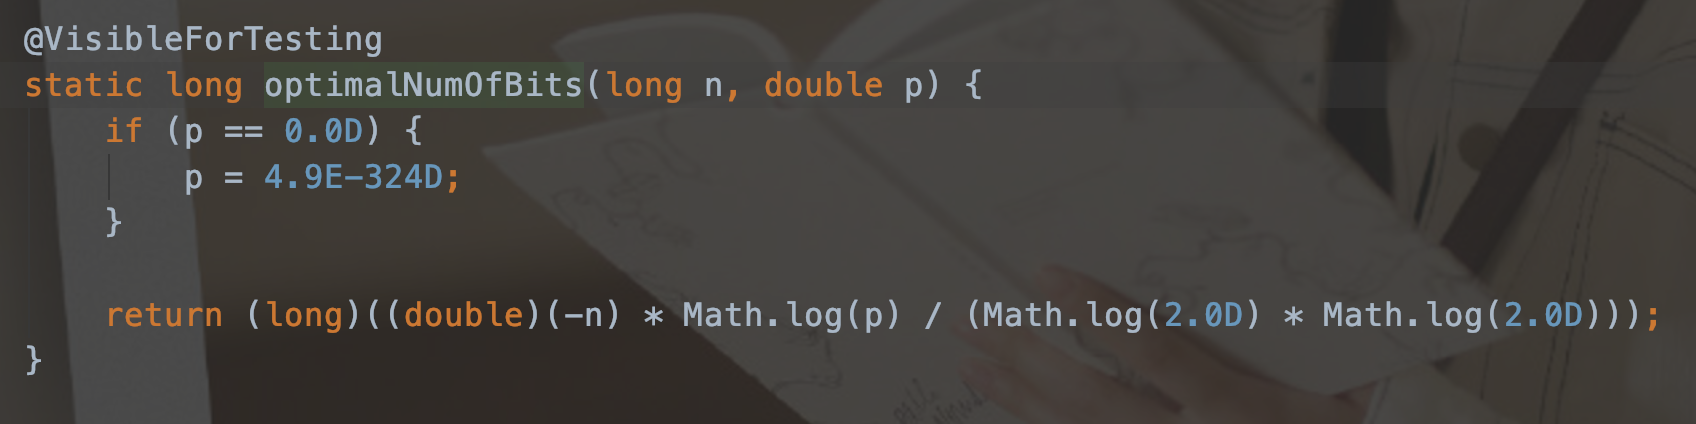 @VisibleForTesting
static long optimalNumOfBits(long n, double p) {
    if (p == 0.0D) {
        p = 4.9E-324D;
    }
    return (long)((double)(-n) * Math.log(p) / (Math.log(2.0D) * Math.log(2.0D)));
}